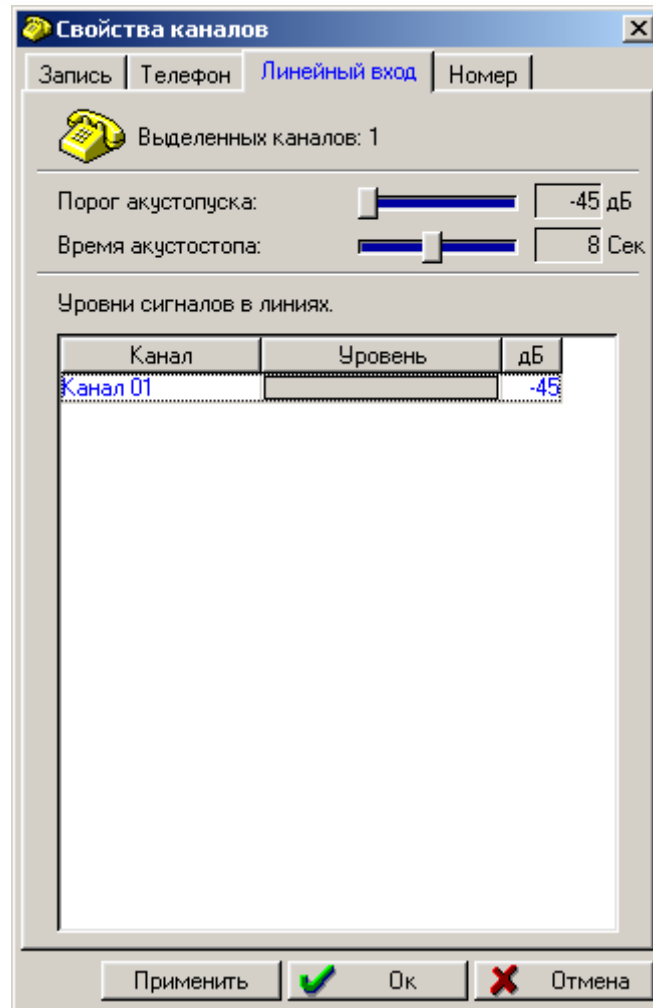 Свойства каналов
Запись Телефон Линейный вход Номер
Выделенных каналов: 1
Порог акустопуска: -45 дБ
Время акустостопа: 8 Сек
Уровни сигналов в линиях.
Канал Уровень дБ
Канал 01 -45
Применить Ок Отмена